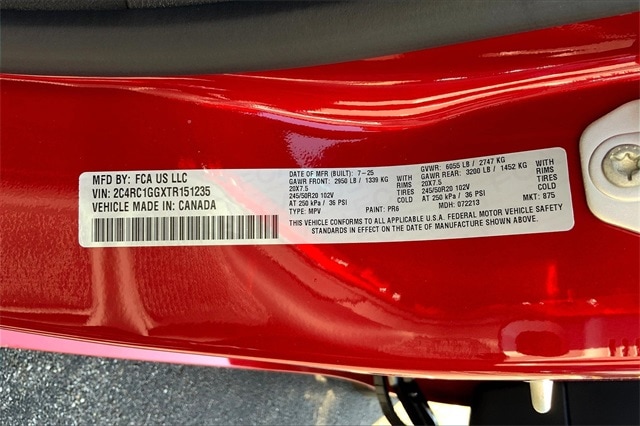 MFD BY: FCA US LLC
VIN: 2C4RC1GGXTR151235
VEHICLE MADE IN: CANADA
DATE OF MFR (BUILT): 7-25 GVWR: 6055 LB / 2747 KG
GAWR FRONT: 2950 LB / 1339 KG WITH GAWR REAR: 3200 LB / 1452 KG WITH
20X7.5 RIMS 20X7.5 RIMS
245/50R20 102V TIRES 245/50R20 102V TIRES
AT 250 kPa / 36 PSI COLD AT 250 kPa / 36 PSI COLD
TYPE: MPV PAINT: PR6 MDH: 072213 MKT: 875
THIS VEHICLE CONFORMS TO ALL APPLICABLE U.S.A. FEDERAL MOTOR VEHICLE SAFETY
STANDARDS IN EFFECT ON THE DATE OF MANUFACTURE SHOWN ABOVE.